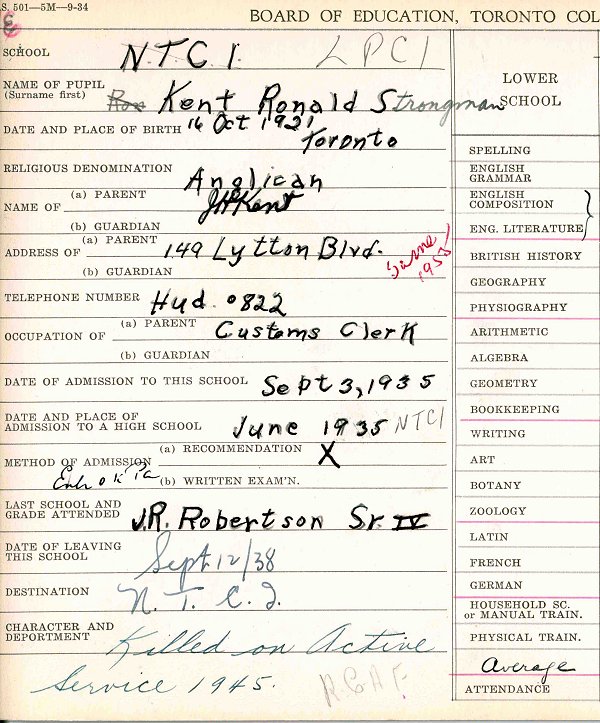 S. 501—5M—9-34
BOARD OF EDUCATION, TORONTO COL
SCHOOL N.T.C.I. LPCI
NAME OF PUPIL (Surname first) Ron Kent Ronald Strongman
DATE AND PLACE OF BIRTH 16 Oct 1921 Toronto
RELIGIOUS DENOMINATION Anglican
NAME OF (a) PARENT J H Kent
(b) GUARDIAN
ADDRESS OF (a) PARENT 149 Lytton Blvd.
(b) GUARDIAN
TELEPHONE NUMBER Hud. 0822
OCCUPATION OF (a) PARENT Customs Clerk
(b) GUARDIAN
DATE OF ADMISSION TO THIS SCHOOL Sept 3, 1935
DATE AND PLACE OF ADMISSION TO A HIGH SCHOOL June 1935 NTCI
METHOD OF ADMISSION (a) RECOMMENDATION X
(b) WRITTEN EXAM'N.
LAST SCHOOL AND GRADE ATTENDED J.R. Robertson Sr. IV
DATE OF LEAVING THIS SCHOOL Sept 12/38
DESTINATION N. T. C. I.
CHARACTER AND DEPORTMENT Killed on Active
Service 1945. R.C.A.F.
LOWER SCHOOL
SPELLING
ENGLISH GRAMMAR
ENGLISH COMPOSITION
ENG. LITERATURE
BRITISH HISTORY
GEOGRAPHY
PHYSIOGRAPHY
ARITHMETIC
ALGEBRA
GEOMETRY
BOOKKEEPING
WRITING
ART
BOTANY
ZOOLOGY
LATIN
FRENCH
GERMAN
HOUSEHOLD SC. or MANUAL TRAIN.
PHYSICAL TRAIN.
Average
ATTENDANCE